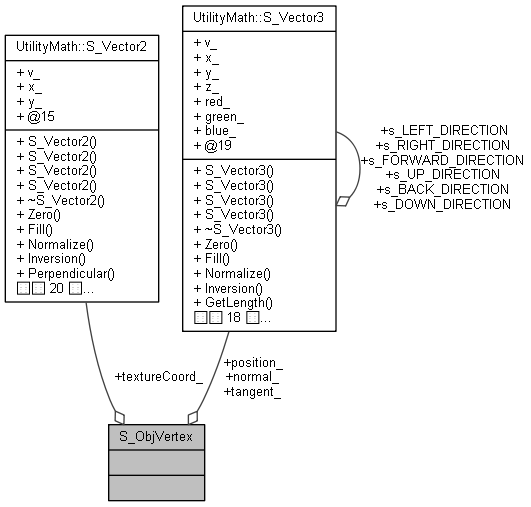 UtilityMath::S_Vector2
+ v_
+ x_
+ y_
+ @15
+ S_Vector2()
+ S_Vector2()
+ S_Vector2()
+ S_Vector2()
+ ~S_Vector2()
+ Zero()
+ Fill()
+ Normalize()
+ Inversion()
+ Perpendicular()
20 ...
UtilityMath::S_Vector3
+ v_
+ x_
+ y_
+ z_
+ red_
+ green_
+ blue_
+ @19
+ S_Vector3()
+ S_Vector3()
+ S_Vector3()
+ S_Vector3()
+ ~S_Vector3()
+ Zero()
+ Fill()
+ Normalize()
+ Inversion()
+ GetLength()
18 ...
+s_LEFT_DIRECTION
+s_RIGHT_DIRECTION
+s_FORWARD_DIRECTION
+s_UP_DIRECTION
+s_BACK_DIRECTION
+s_DOWN_DIRECTION
+textureCoord_
+position_
+normal_
+tangent_
S_ObjVertex